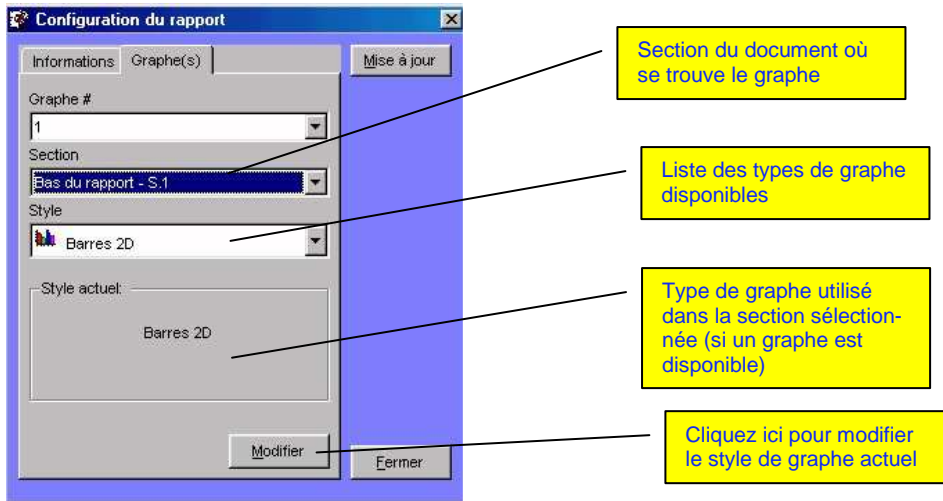 Configuration du rapport
Informations Graphe(s)
Mise à jour
Graphe #
1
Section
Bas du rapport - S.1
Style
Barres 2D
Style actuel:
Barres 2D
Modifier
Fermer
Section du document où
se trouve le graphe
Liste des types de graphe
disponibles
Type de graphe utilisé
dans la section sélection-
née (si un graphe est
disponible)
Cliquez ici pour modifier
le style de graphe actuel